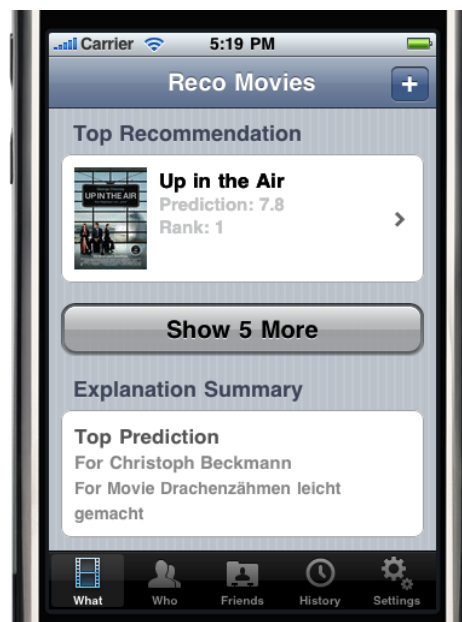 Carrier 5:19 PM
Reco Movies +
Top Recommendation
UP IN THE AIR
Up in the Air
Prediction: 7.8
Rank: 1
Show 5 More
Explanation Summary
Top Prediction
For Christoph Beckmann
For Movie Drachenzähmen leicht
gemacht
What Who Friends History Settings